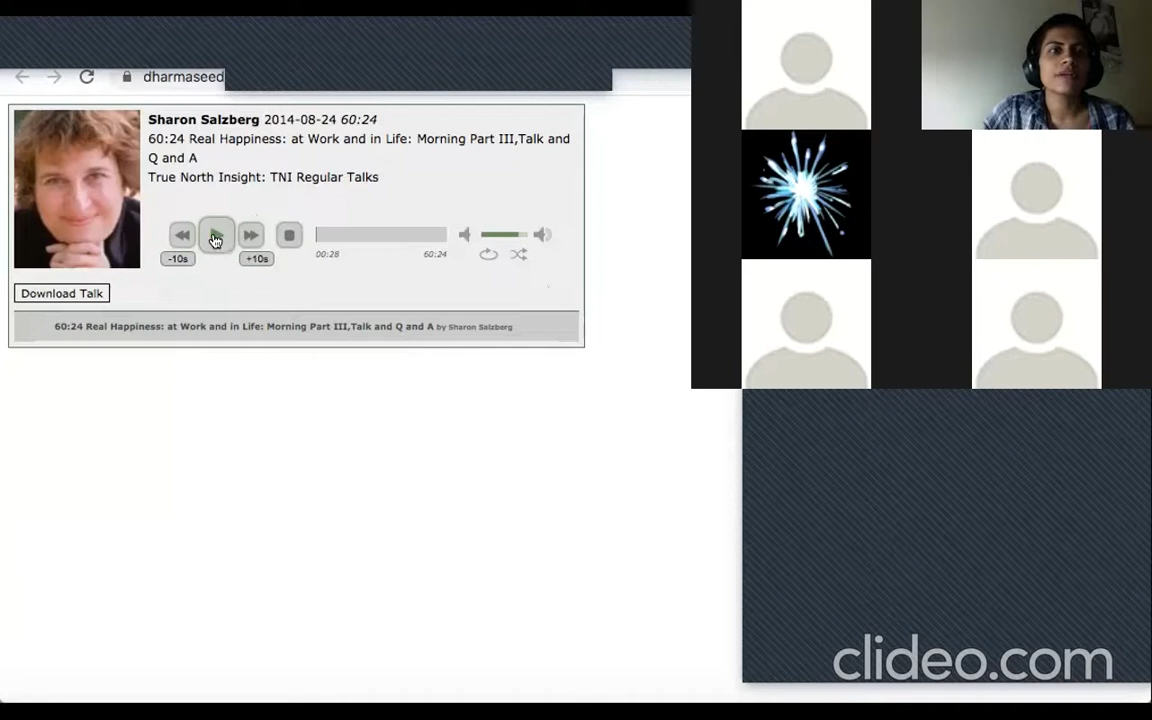 dharmaseed
Sharon Salzberg 2014-08-24 60:24
60:24 Real Happiness: at Work and in Life: Morning Part III,Talk and
Q and A
True North Insight: TNI Regular Talks
00:28
60:24
-10s
+10s
Download Talk
60:24 Real Happiness: at Work and in Life: Morning Part III,Talk and Q and A by Sharon Salzberg
clideo.com